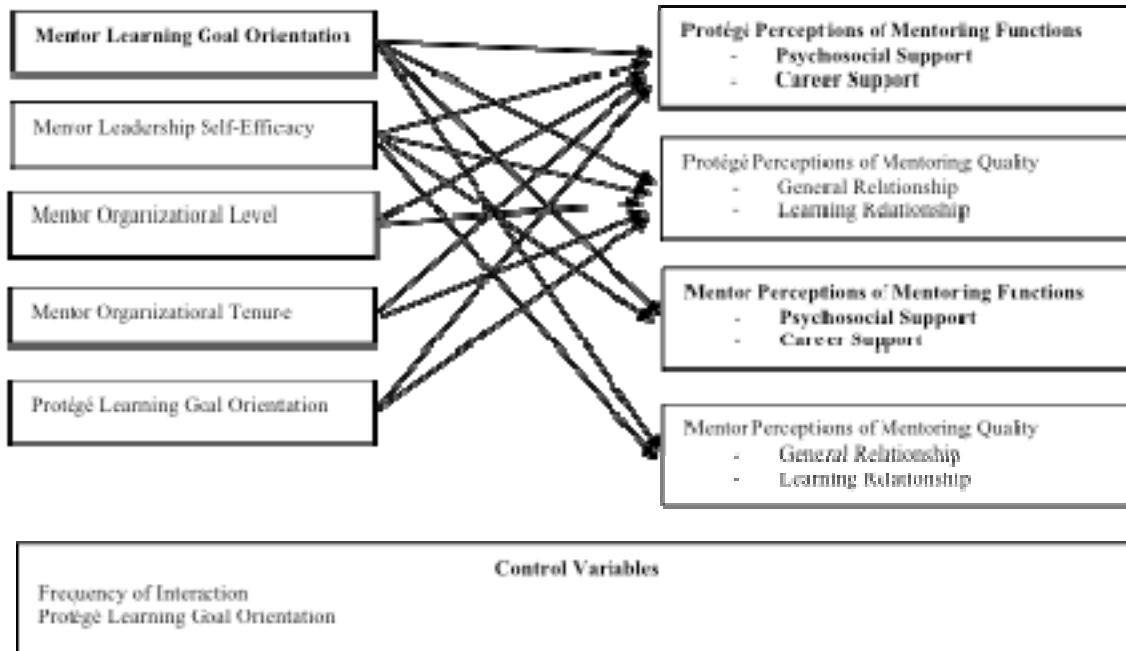 Mentor Learning Goal Orientation
Mentor Leadership Self-Efficacy
Mentor Organizational Level
Mentor Organizational Tenure
Protégé Learning Goal Orientation
Protégé Perceptions of Mentoring Functions
- Psychosocial Support
- Career Support
Protégé Perceptions of Mentoring Quality
- General Relationship
- Learning Relationship
Mentor Perceptions of Mentoring Functions
- Psychosocial Support
- Career Support
Mentor Perceptions of Mentoring Quality
- General Relationship
- Learning Relationship
Control Variables
Frequency of Interaction
Protégé Learning Goal Orientation